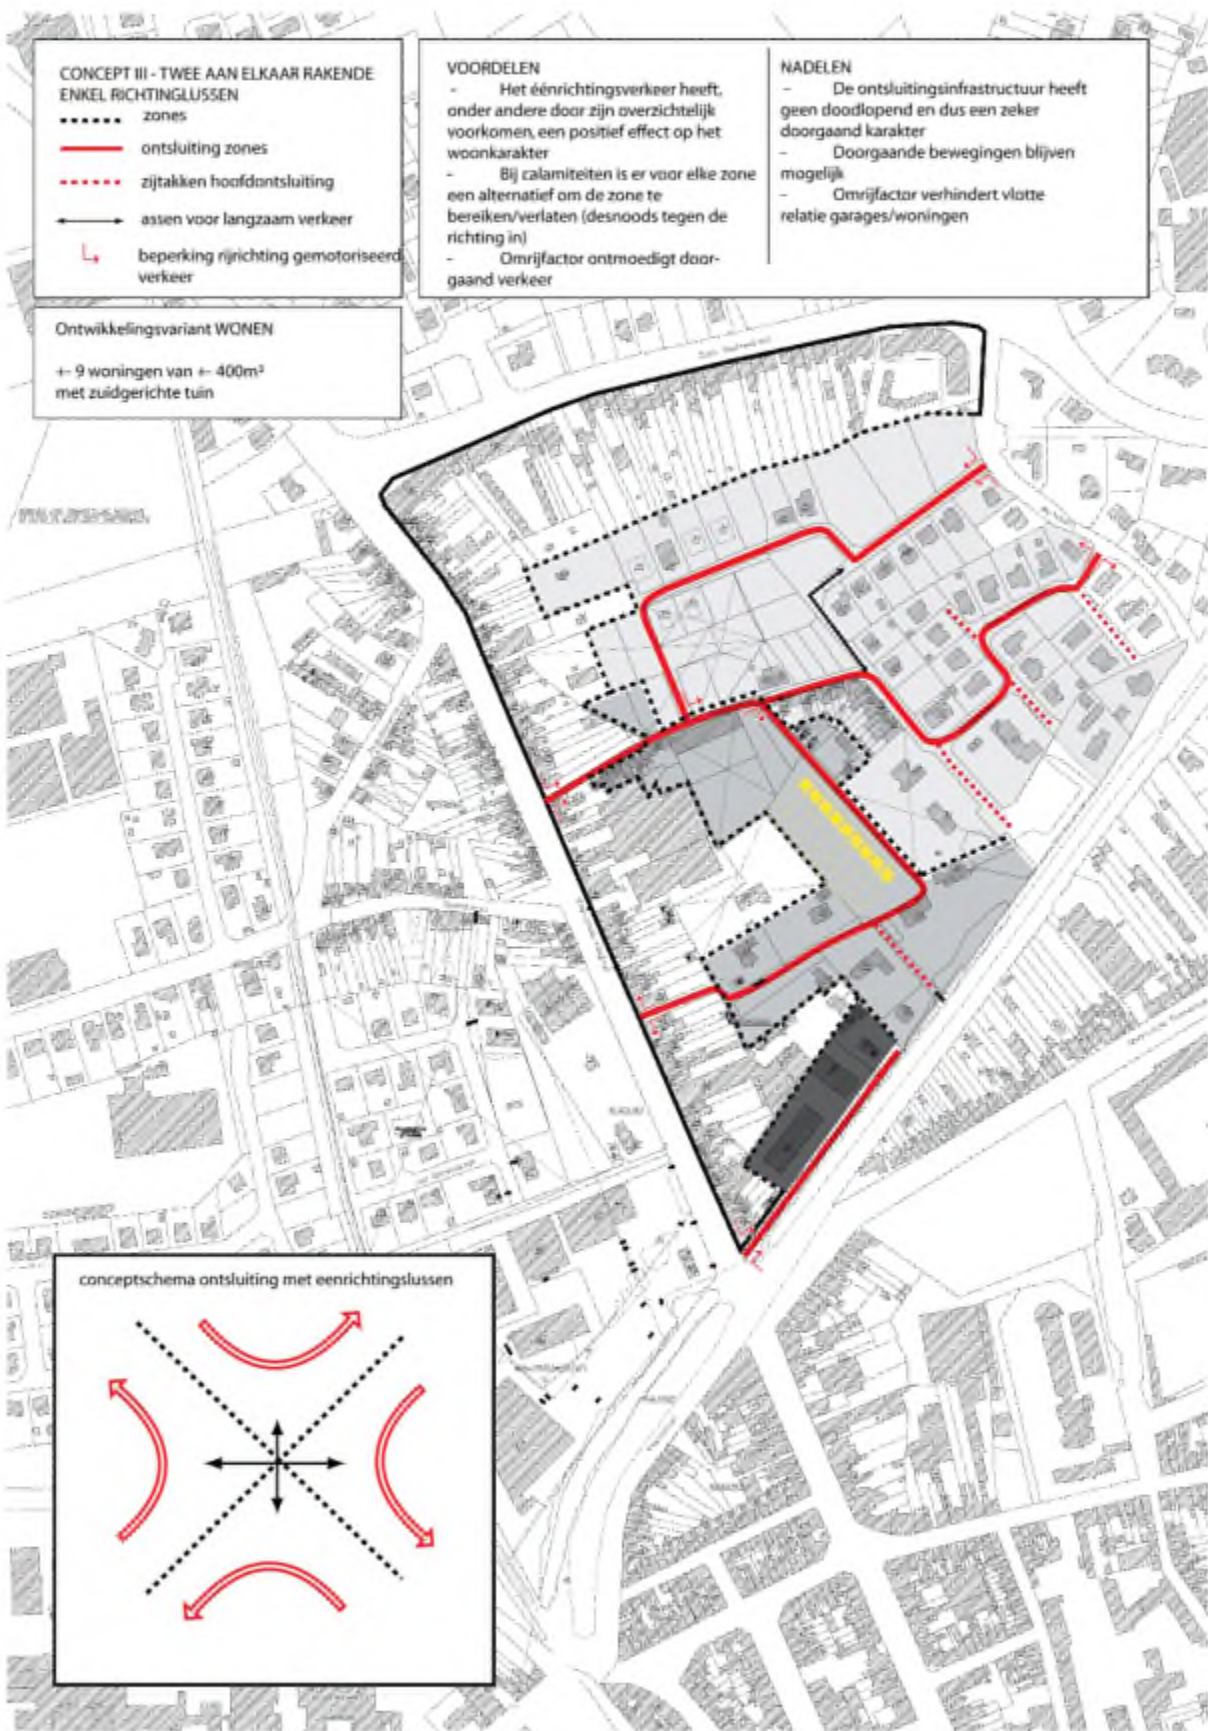 CONCEPT III - TWEE AAN ELKAAR RAKENDE
ENKEL RICHTINGLUSSEN
zones
ontsluiting zones
zijtakken hoofdontsluiting
assen voor langzaam verkeer
beperking rijrichting gemotoriseerd
verkeer
VOORDELEN
- Het éénrichtingsverkeer heeft,
onder andere door zijn overzichtelijk
voorkomen, een positief effect op het
woonkarakter
- Bij calamiteiten is er voor elke zone
een alternatief om de zone te
bereiken/verlaten (desnoods tegen de
richting in)
- Omrijfactor ontmoedigt door-
gaand verkeer
NADELEN
- De ontsluitingsinfrastructuur heeft
geen doodlopend en dus een zeker
doorgaand karakter
- Doorgaande bewegingen blijven
mogelijk
- Omrijfactor verhindert vlotte
relatie garages/woningen
Ontwikkelingsvariant WONEN
+- 9 woningen van +- 400m²
met zuidgerichte tuin
conceptschema ontsluiting met eenrichtingslussen